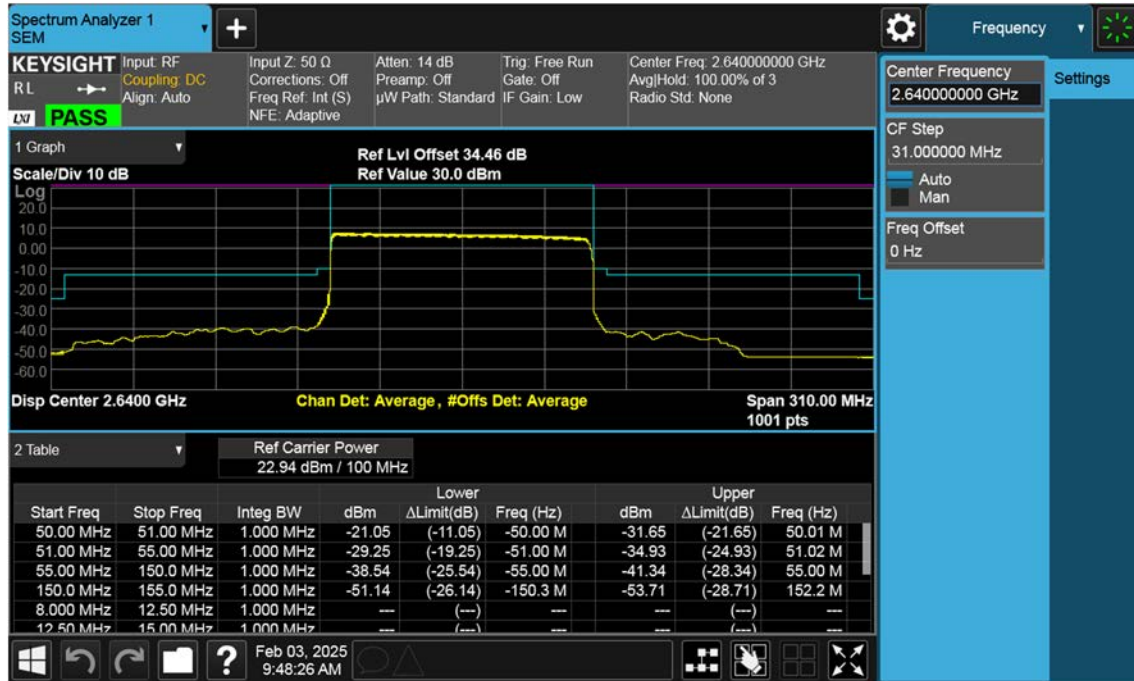 Spectrum Analyzer 1
SEM
Frequency
KEYSIGHT
R L
LXI
PASS
Input: RF
Coupling: DC
Align: Auto
Input Z: 50 Ω
Corrections: Off
Freq Ref: Int (S)
NFE: Adaptive
Atten: 14 dB
Preamp: Off
µW Path: Standard
Trig: Free Run
Gate: Off
IF Gain: Low
Center Freq: 2.640000000 GHz
Avg|Hold: 100.00% of 3
Radio Std: None
Center Frequency
2.640000000 GHz
Settings
CF Step
31.000000 MHz
Auto
Man
Freq Offset
0 Hz
1 Graph
Scale/Div 10 dB
Ref Lvl Offset 34.46 dB
Ref Value 30.0 dBm
Log
20.0
10.0
0.00
-10.0
-20.0
-30.0
-40.0
-50.0
-60.0
Disp Center 2.6400 GHz
Chan Det: Average, #Offs Det: Average
Span 310.00 MHz
1001 pts
2 Table
Ref Carrier Power
22.94 dBm / 100 MHz
Lower Upper
Start Freq Stop Freq Integ BW dBm ΔLimit(dB) Freq (Hz) dBm ΔLimit(dB) Freq (Hz)
50.00 MHz 51.00 MHz 1.000 MHz -21.05 (-11.05) -50.00 M -31.65 (-21.65) 50.01 M
51.00 MHz 55.00 MHz 1.000 MHz -29.25 (-19.25) -51.00 M -34.93 (-24.93) 51.02 M
55.00 MHz 150.0 MHz 1.000 MHz -38.54 (-25.54) -55.00 M -41.34 (-28.34) 55.00 M
150.0 MHz 155.0 MHz 1.000 MHz -51.14 (-26.14) -150.3 M -53.71 (-28.71) 152.2 M
8.000 MHz 12.50 MHz 1.000 MHz --- (---) --- --- (---) ---
12.50 MHz 15.00 MHz 1.000 MHz --- (---) --- --- (---) ---
?
Feb 03, 2025
9:48:26 AM